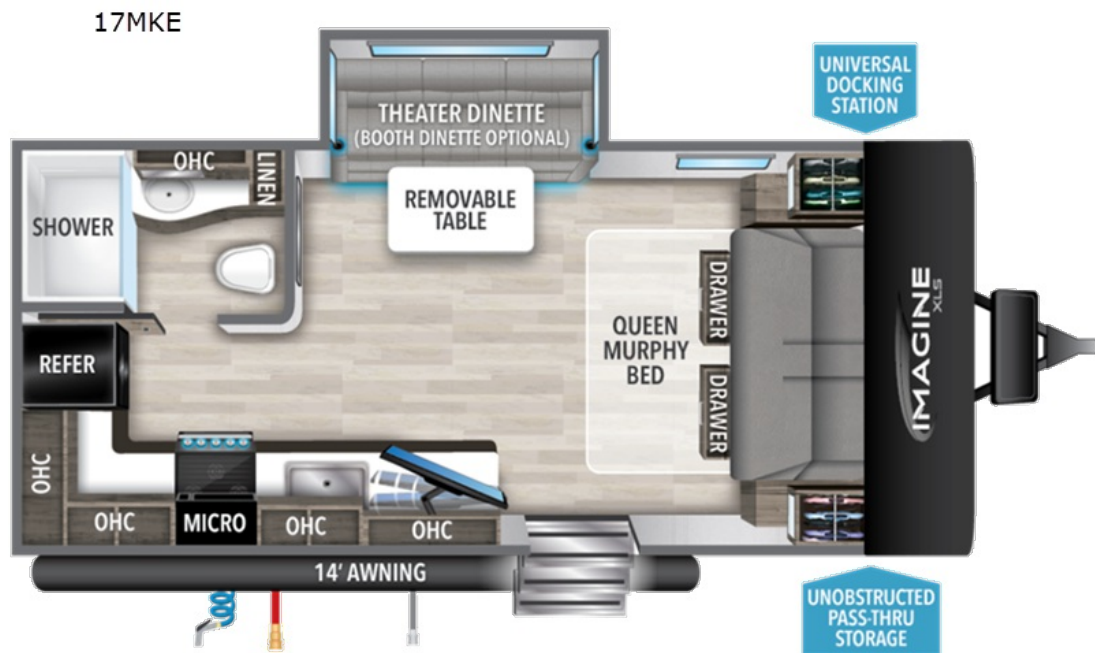 17MKE
UNIVERSAL
DOCKING
STATION
THEATER DINETTE
(BOOTH DINETTE OPTIONAL)
OHC
LINEN
SHOWER
REMOVABLE
TABLE
DRAWER
QUEEN
MURPHY
BED
DRAWER
IMAGINE
XLS
REFER
OHC
OHC
MICRO
OHC
OHC
14' AWNING
UNOBSTRUCTED
PASS-THRU
STORAGE